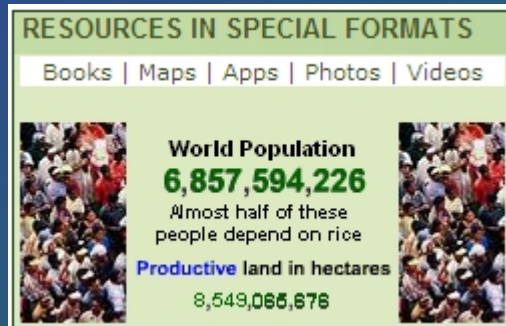 RESOURCES IN SPECIAL FORMATS
Books | Maps | Apps | Photos | Videos
World Population
6,857,594,226
Almost half of these
people depend on rice
Productive land in hectares
8,549,065,676